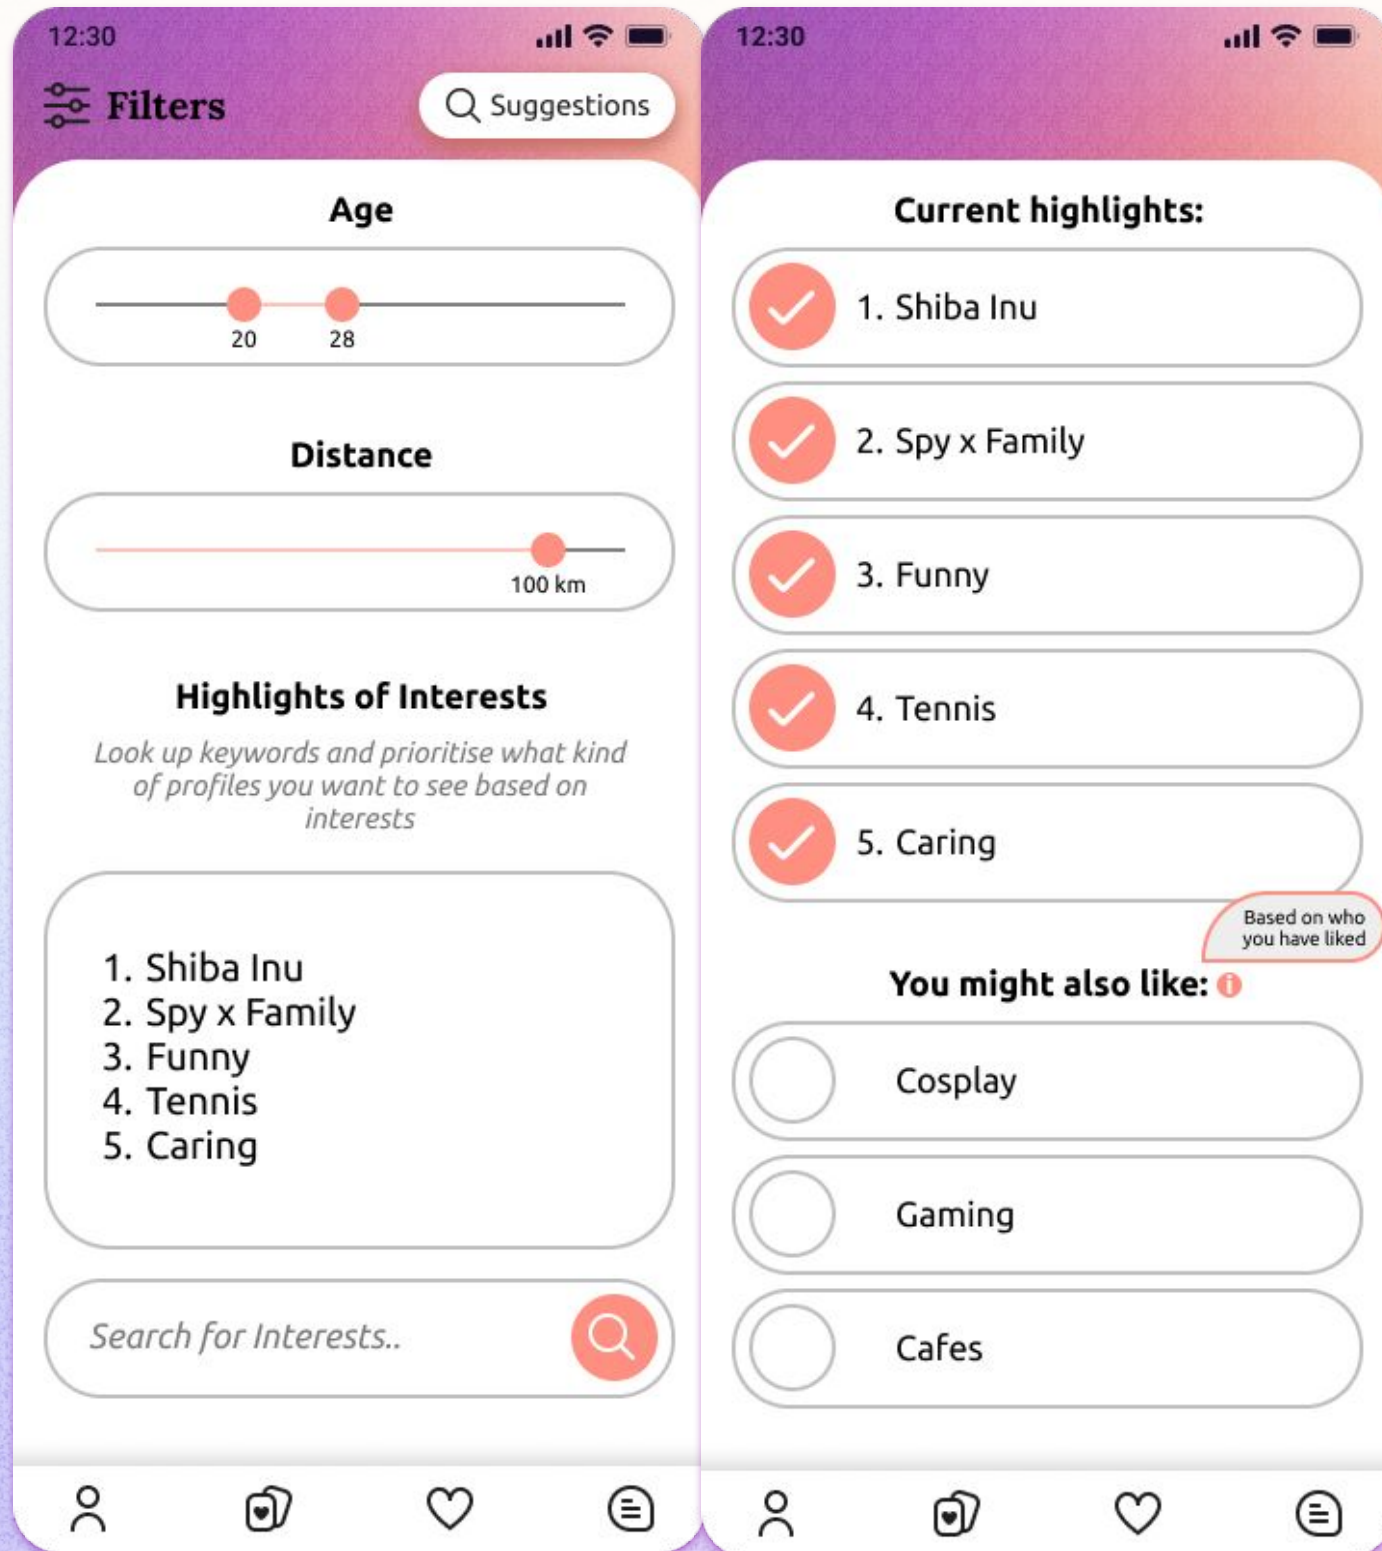 12:30
Filters
Suggestions
Age
20
28
Distance
100 km
Highlights of Interests
Look up keywords and prioritise what kind
of profiles you want to see based on
interests
1. Shiba Inu
2. Spy x Family
3. Funny
4. Tennis
5. Caring
Search for Interests..
12:30
Current highlights:
1. Shiba Inu
2. Spy x Family
3. Funny
4. Tennis
5. Caring
Based on who
you have liked
You might also like:
Cosplay
Gaming
Cafes